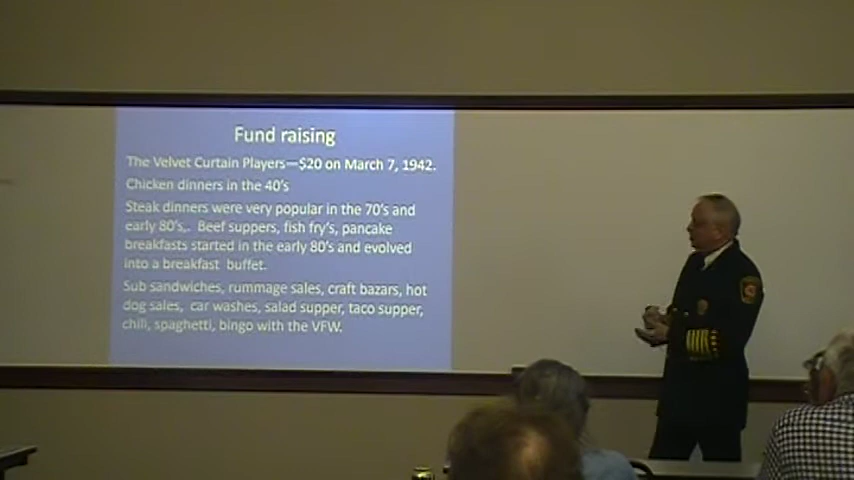 Fund raising
The Velvet Curtain Players—$20 on March 7, 1942.
Chicken dinners in the 40's
Steak dinners were very popular in the 70's and
early 80's,. Beef suppers, fish fry's, pancake
breakfasts started in the early 80's and evolved
into a breakfast buffet.
Sub sandwiches, rummage sales, craft bazars, hot
dog sales, car washes, salad supper, taco supper,
chili, spaghetti, bingo with the VFW.